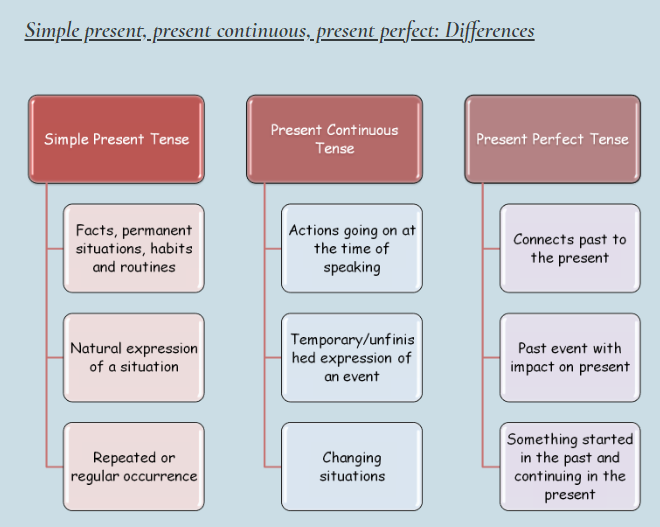 Simple present, present continuous, present perfect: Differences
Simple Present Tense
Facts, permanent
situations, habits
and routines
Natural expression
of a situation
Repeated or
regular occurrence
Present Continuous
Tense
Actions going on at
the time of
speaking
Temporary/unfinis
hed expression of
an event
Changing
situations
Present Perfect Tense
Connects past to
the present
Past event with
impact on present
Something started
in the past and
continuing in the
present